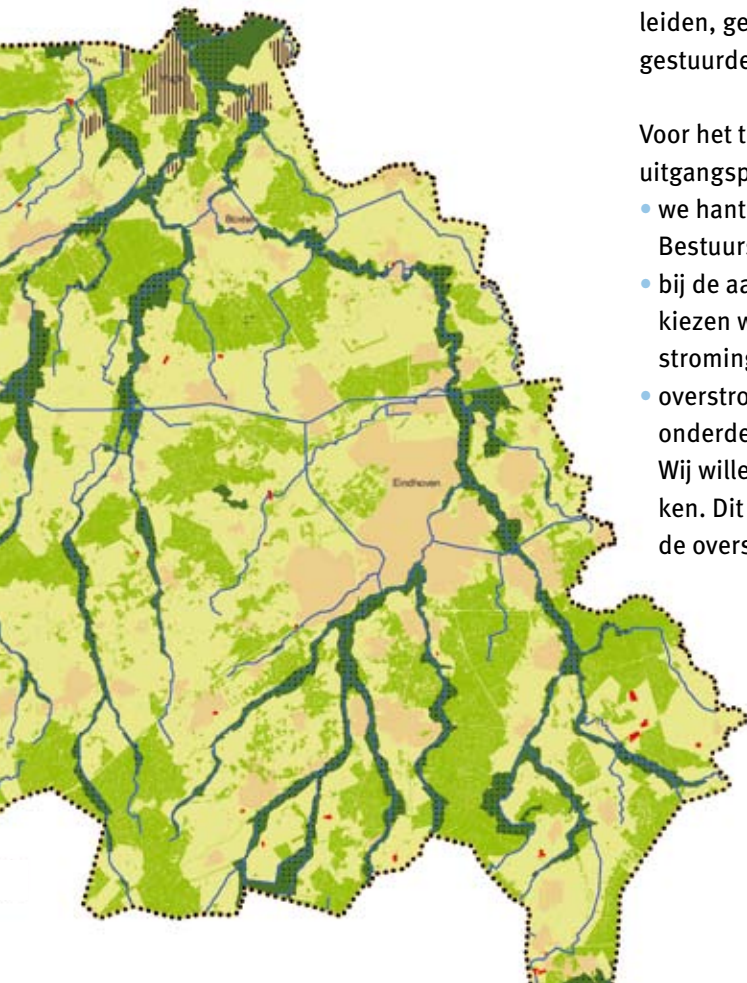 leiden, ge
gestuurde
Voor het t
uitgangsp
• we hant
Bestuurs
• bij de aa
kiezen w
stroming
• overstro
onderde
Wij wille
ken. Dit
de overs
Vught
Boxtel
Eindhoven